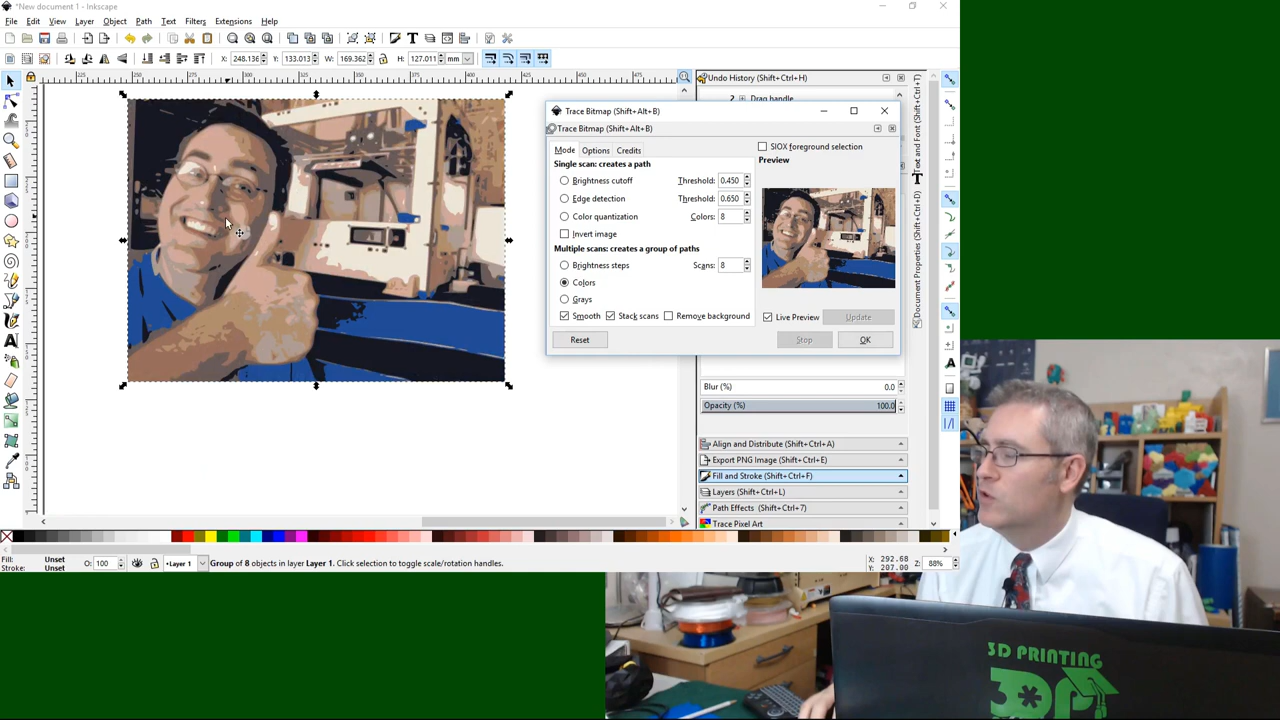 *New document 1 - Inkscape
File Edit View Layer Object Path Text Filters Extensions Help
X: 248.136 Y: 133.013 W: 169.362 H: 127.011 mm
Undo History (Shift+Ctrl+H)
Drag handle
Trace Bitmap (Shift+Alt+B)
Trace Bitmap (Shift+Alt+B)
Mode Options Credits
SIOX foreground selection
Single scan: creates a path
Preview
Brightness cutoff Threshold: 0.450
Edge detection Threshold: 0.650
Color quantization Colors: 8
Invert image
Multiple scans: creates a group of paths
Brightness steps Scans: 8
Colors
Grays
Smooth Stack scans Remove background
Live Preview Update
Reset Stop OK
Text and Font (Shift+Ctrl+T)
Document Properties (Shift+Ctrl+D)
Blur (%) 0.0
Opacity (%) 100.0
Align and Distribute (Shift+Ctrl+A)
Export PNG Image (Shift+Ctrl+E)
Fill and Stroke (Shift+Ctrl+F)
Layers (Shift+Ctrl+L)
Path Effects (Shift+Ctrl+7)
Trace Pixel Art
Fill: Unset
Stroke: Unset
O: 100
Layer 1
Group of 8 objects in layer Layer 1. Click selection to toggle scale/rotation handles.
X: 292.68
Y: 207.00
Z: 88%
3D PRINTING
3DP